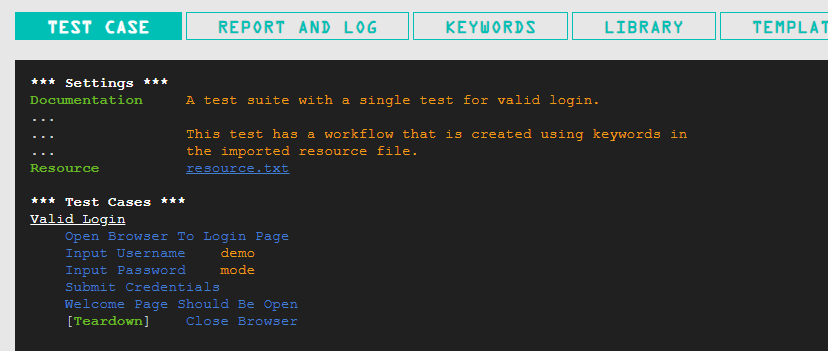 TEST CASE REPORT AND LOG KEYWORDS LIBRARY TEMPLAT
*** Settings ***
Documentation A test suite with a single test for valid login.
...
... This test has a workflow that is created using keywords in
... the imported resource file.
Resource resource.txt
*** Test Cases ***
Valid Login
Open Browser To Login Page
Input Username demo
Input Password mode
Submit Credentials
Welcome Page Should Be Open
[Teardown] Close Browser